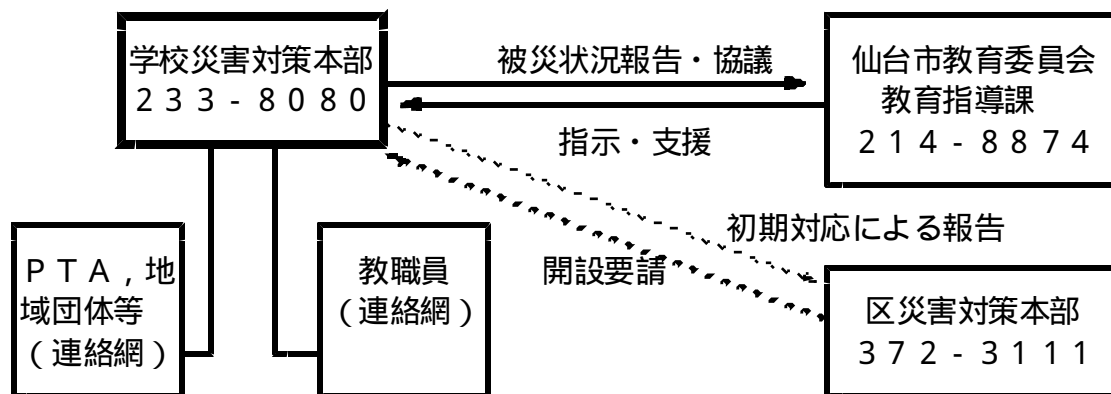 学校災害対策本部
２３３-８０８０
被災状況報告・協議
指示・支援
仙台市教育委員会
教育指導課
２１４-８８７４
初期対応による報告
開設要請
ＰＴＡ,地
域団体等
(連絡網)
教職員
(連絡網)
区災害対策本部
３７２-３１１１